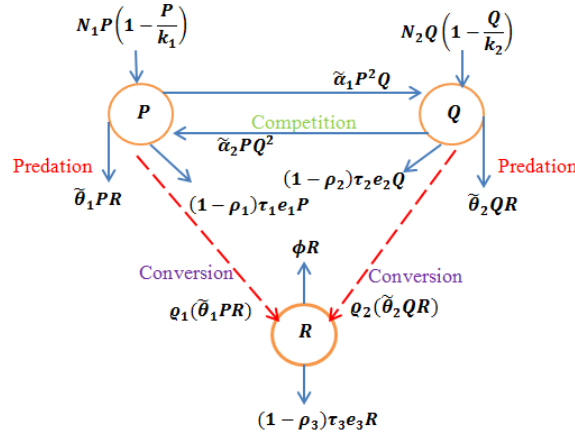 N₁P(1 − P/k₁)
N₂Q(1 − Q/k₂)
α̃₁P²Q
P
Competition
Q
α̃₂PQ²
Predation
Predation
(1 − ρ₂)τ₂e₂Q
θ̃₁PR
(1 − ρ₁)τ₁e₁P
θ̃₂QR
ϕR
Conversion
Conversion
ϱ₁(θ̃₁PR)
ϱ₂(θ̃₂QR)
R
(1 − ρ₃)τ₃e₃R